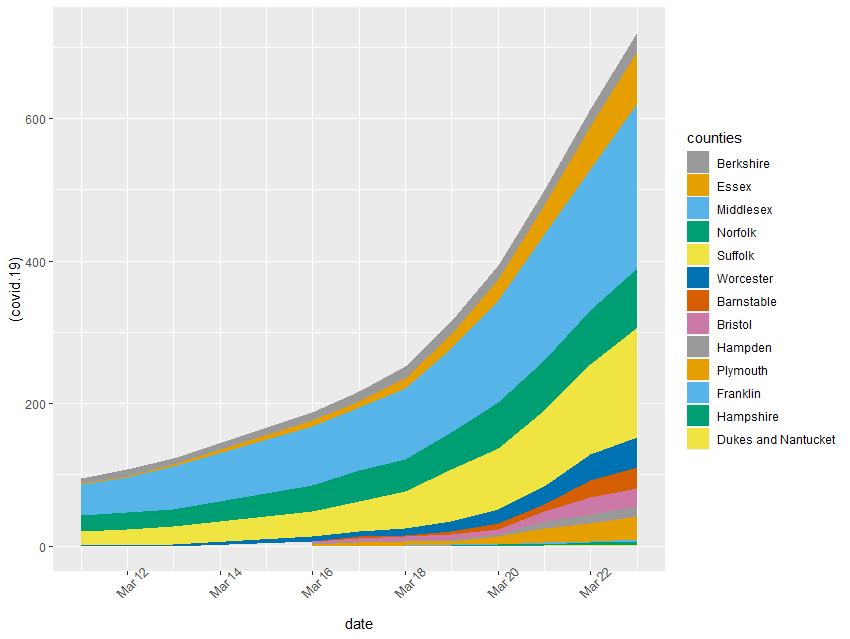 (covid.19)
600
400
200
0
Mar 12
Mar 14
Mar 16
Mar 18
Mar 20
Mar 22
date
counties
Berkshire
Essex
Middlesex
Norfolk
Suffolk
Worcester
Barnstable
Bristol
Hampden
Plymouth
Franklin
Hampshire
Dukes and Nantucket